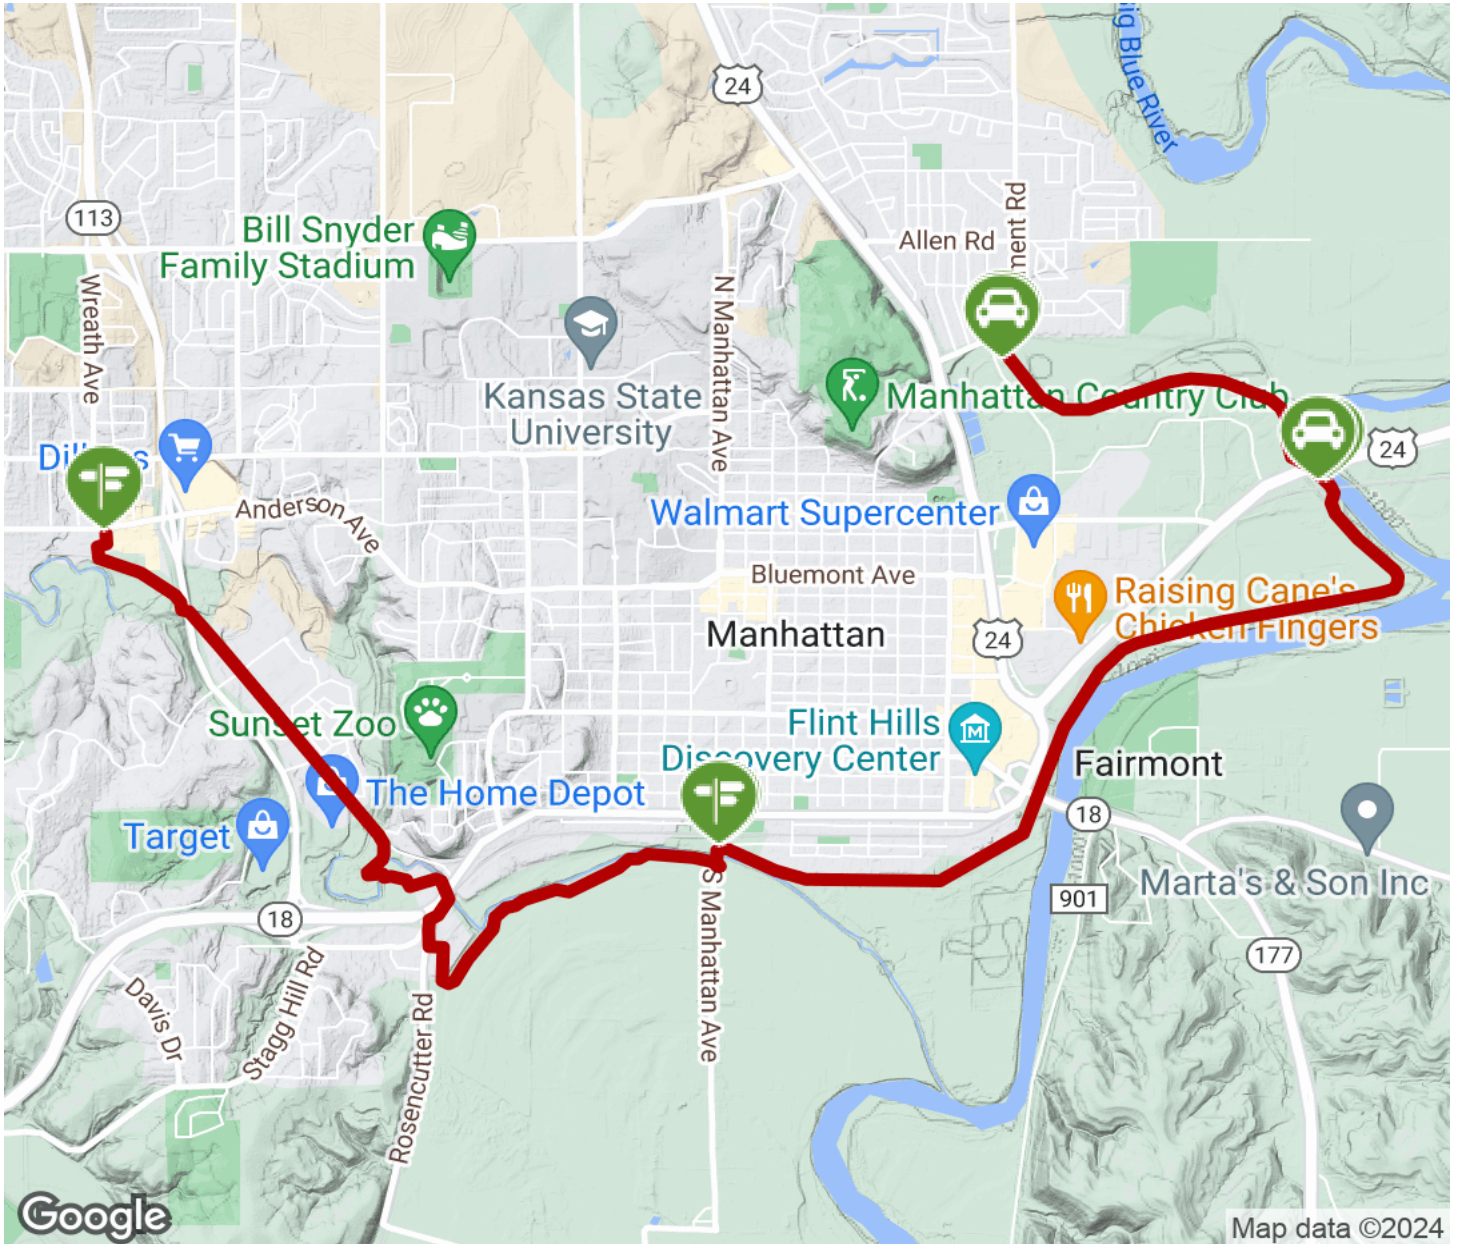 24
Big Blue River
113
Bill Snyder
Family Stadium
Allen Rd
Wreath Ave
N Manhattan Ave
Kansas State
University
Manhattan Country Club
24
Anderson Ave
Walmart Supercenter
Bluemont Ave
Raising Cane's
Chicken Fingers
Manhattan
24
Sunset Zoo
Flint Hills
Discovery Center
Fairmont
The Home Depot
Target
18
901
Marta's & Son Inc
18
S Manhattan Ave
177
Stagg Hill Rd
Davis Dr
Rosencutter Rd
Google
Map data ©2024